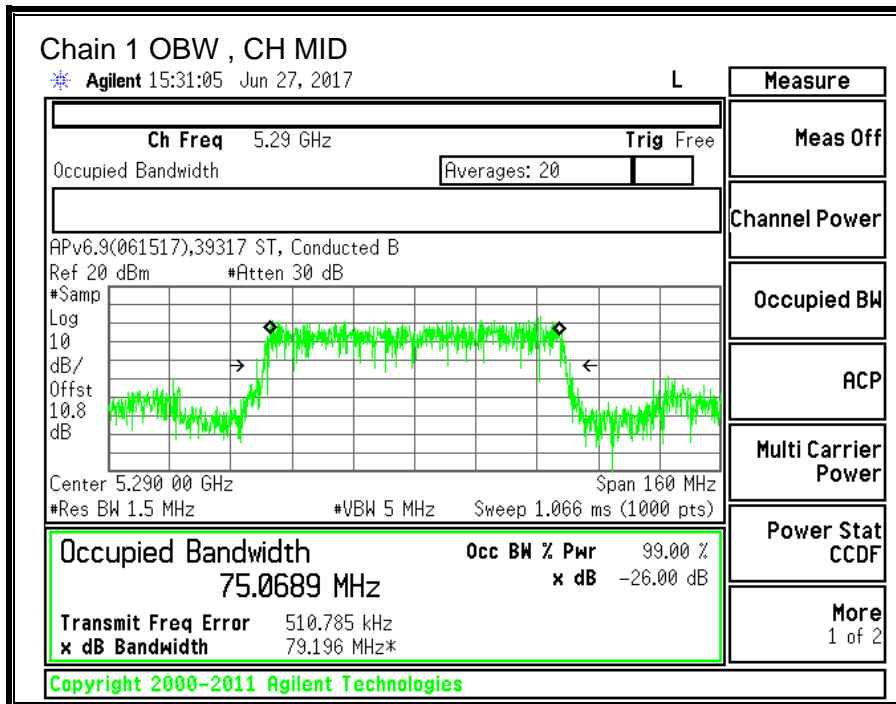 Chain 1 OBW , CH MID
Agilent 15:31:05 Jun 27, 2017 L
Measure
Ch Freq 5.29 GHz Trig Free
Occupied Bandwidth Averages: 20
APv6.9(061517),39317 ST, Conducted B
Ref 20 dBm #Atten 30 dB
#Samp
Log
10
dB/
Offst
10.8
dB
Center 5.290 00 GHz Span 160 MHz
#Res BW 1.5 MHz #VBW 5 MHz Sweep 1.066 ms (1000 pts)
Occupied Bandwidth Occ BW % Pwr 99.00 %
75.0689 MHz x dB -26.00 dB
Transmit Freq Error 510.785 kHz
x dB Bandwidth 79.196 MHz*
Copyright 2000-2011 Agilent Technologies
Meas Off
Channel Power
Occupied BW
ACP
Multi Carrier
Power
Power Stat
CCDF
More
1 of 2